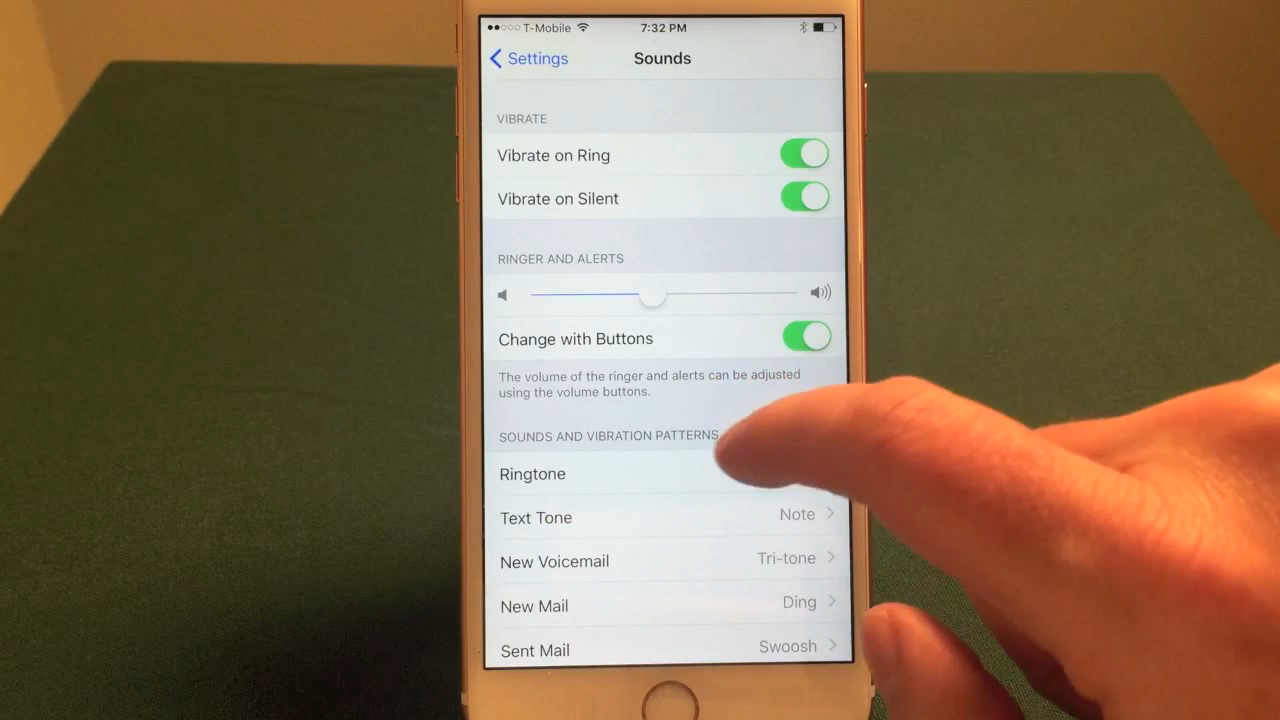 T-Mobile 7:32 PM
Settings Sounds
VIBRATE
Vibrate on Ring
Vibrate on Silent
RINGER AND ALERTS
Change with Buttons
The volume of the ringer and alerts can be adjusted
using the volume buttons.
SOUNDS AND VIBRATION PATTERNS
Ringtone
Text Tone Note
New Voicemail Tri-tone
New Mail Ding
Sent Mail Swoosh